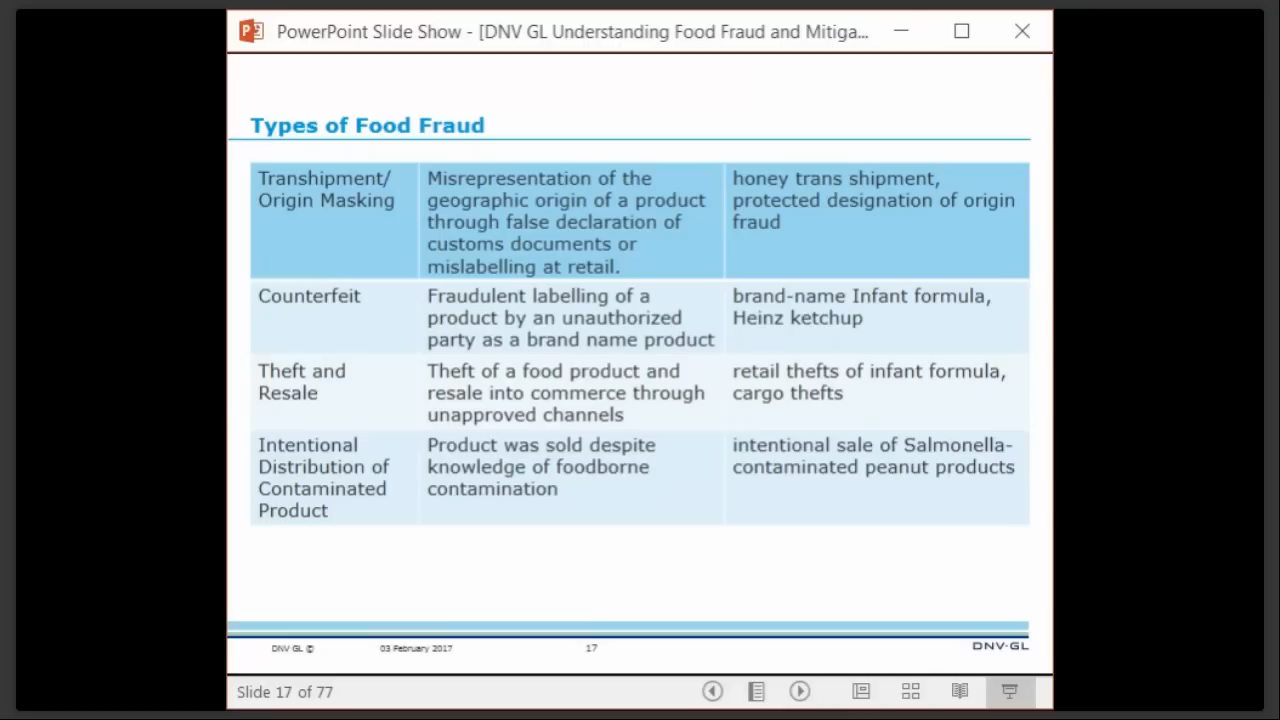 PowerPoint Slide Show - [DNV GL Understanding Food Fraud and Mitiga...
Types of Food Fraud
Transhipment/
Origin Masking
Misrepresentation of the
geographic origin of a product
through false declaration of
customs documents or
mislabelling at retail.
honey trans shipment,
protected designation of origin
fraud
Counterfeit
Fraudulent labelling of a
product by an unauthorized
party as a brand name product
brand-name Infant formula,
Heinz ketchup
Theft and
Resale
Theft of a food product and
resale into commerce through
unapproved channels
retail thefts of infant formula,
cargo thefts
Intentional
Distribution of
Contaminated
Product
Product was sold despite
knowledge of foodborne
contamination
intentional sale of Salmonella-
contaminated peanut products
DNV GL ©
03 February 2017
17
DNV·GL
Slide 17 of 77